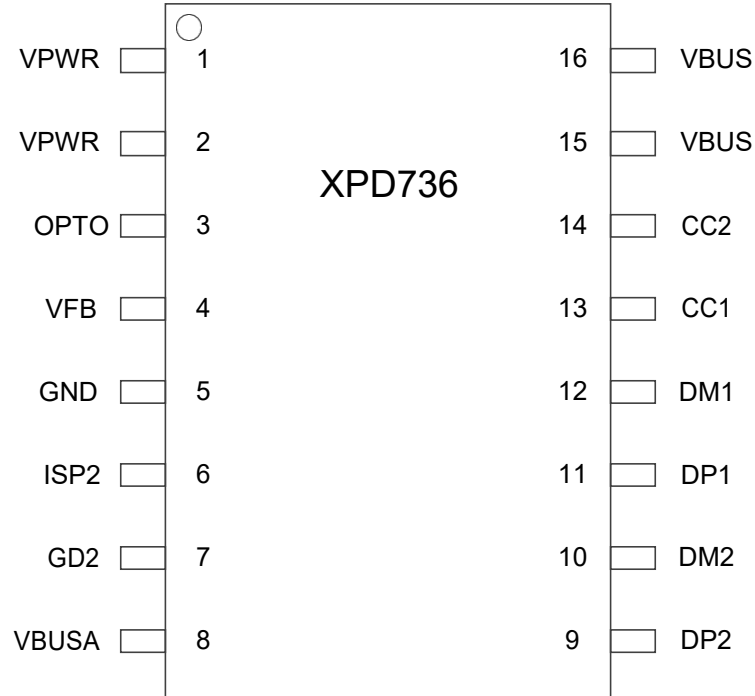 VPWR 1 16 VBUS
VPWR 2 15 VBUS
XPD736
OPTO 3 14 CC2
VFB 4 13 CC1
GND 5 12 DM1
ISP2 6 11 DP1
GD2 7 10 DM2
VBUSA 8 9 DP2